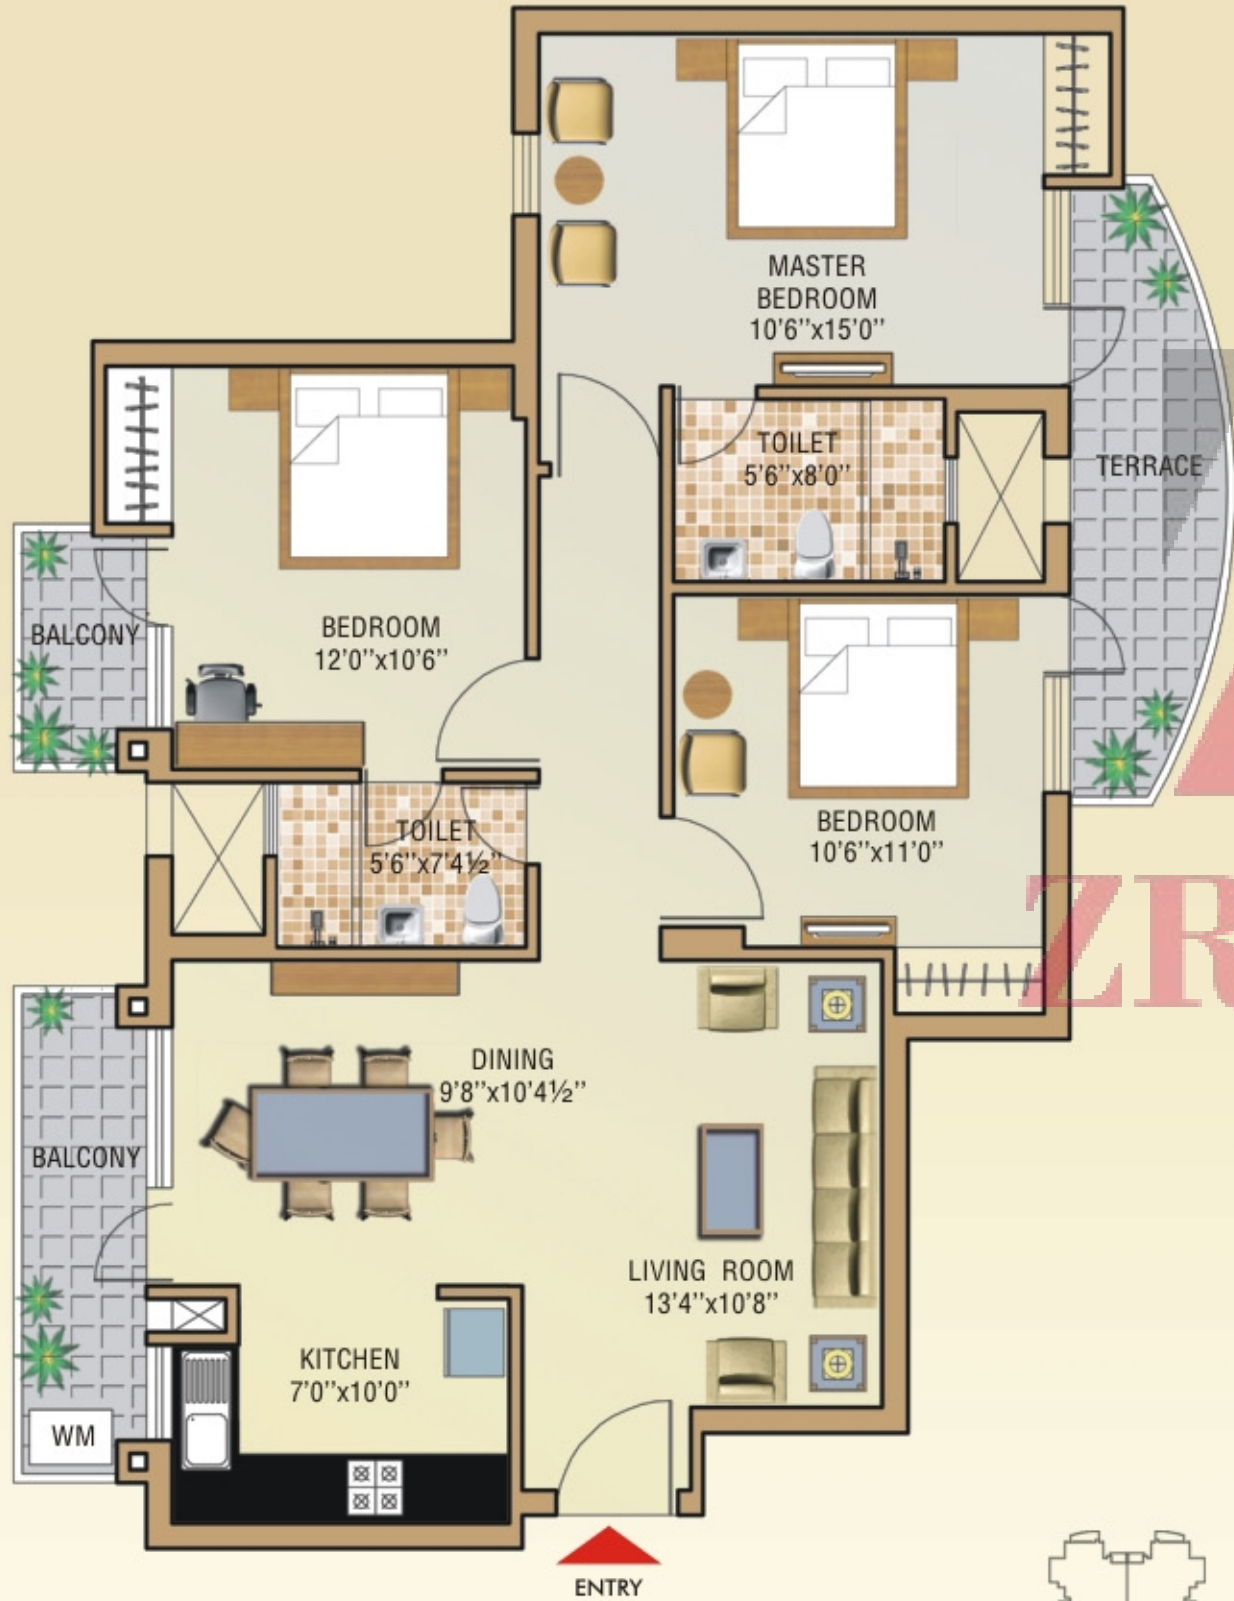 MASTER
BEDROOM
10'6''x15'0''
TOILET
5'6''x8'0''
TERRACE
BALCONY
BEDROOM
12'0''x10'6''
BEDROOM
10'6''x11'0''
TOILET
5'6''x7'4½''
ZR
DINING
9'8''x10'4½''
BALCONY
LIVING ROOM
13'4''x10'8''
KITCHEN
7'0''x10'0''
WM
ENTRY